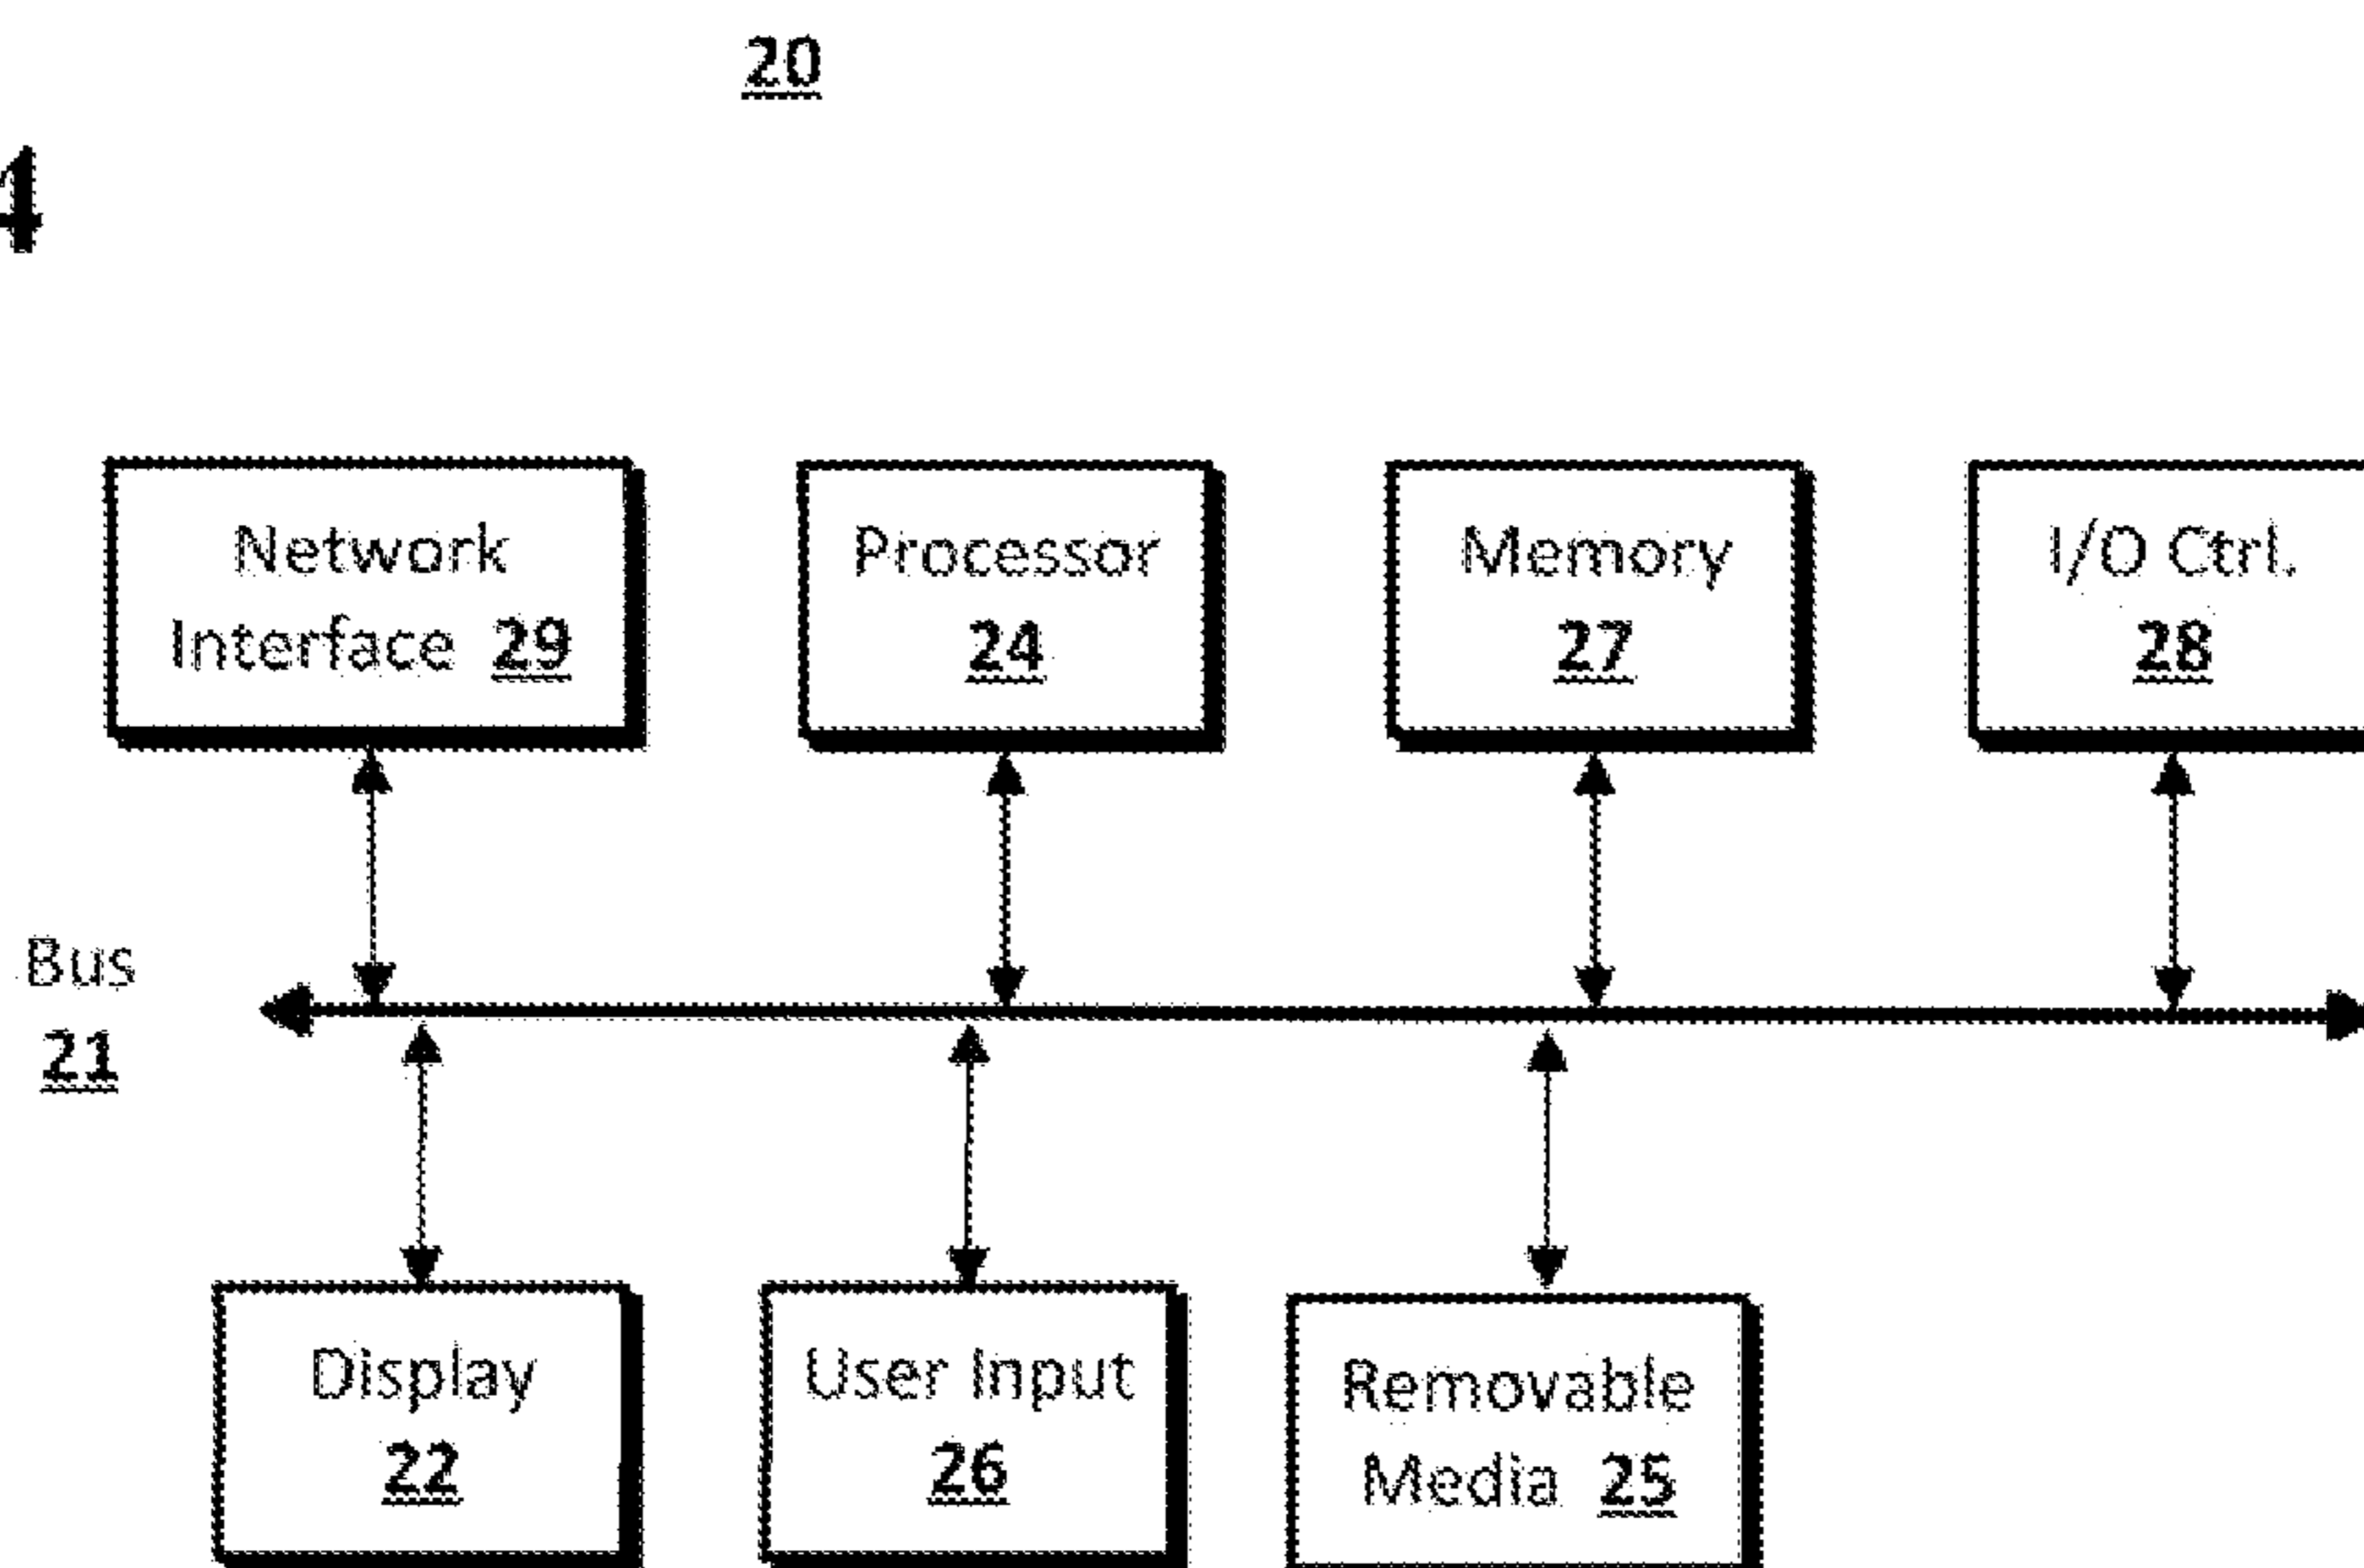 20
4
Network
Interface 29
Processor
24
Memory
27
I/O Ctrl.
28
Bus
21
Display
22
User Input
26
Removable
Media 25